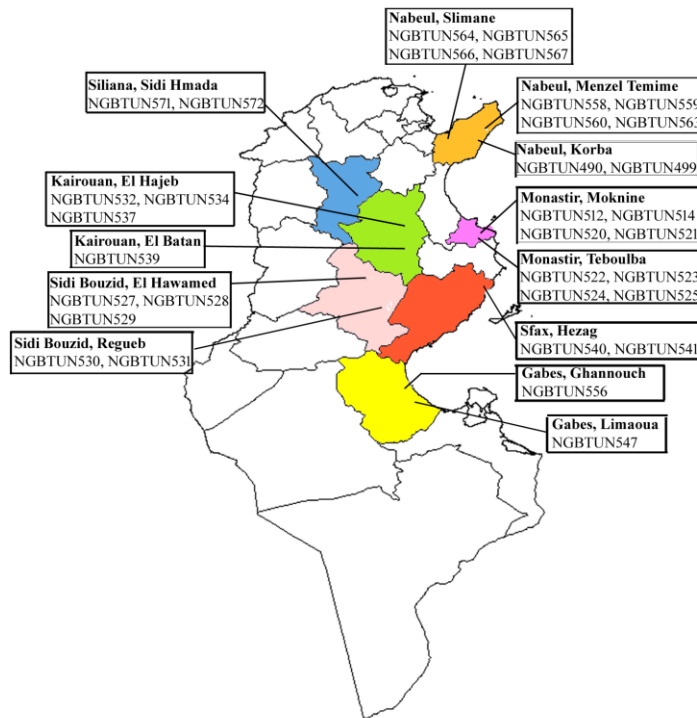 Nabeul, Slimane
NGBTUN564, NGBTUN565
NGBTUN566, NGBTUN567
Siliana, Sidi Hmada
NGBTUN571, NGBTUN572
Nabeul, Menzel Temime
NGBTUN558, NGBTUN559
NGBTUN560, NGBTUN563
Nabeul, Korba
NGBTUN490, NGBTUN499
Kairouan, El Hajeb
NGBTUN532, NGBTUN534
NGBTUN537
Monastir, Moknine
NGBTUN512, NGBTUN514
NGBTUN520, NGBTUN521
Kairouan, El Batan
NGBTUN539
Monastir, Teboulba
NGBTUN522, NGBTUN523
NGBTUN524, NGBTUN525
Sidi Bouzid, El Hawamed
NGBTUN527, NGBTUN528
NGBTUN529
Sidi Bouzid, Regueb
NGBTUN530, NGBTUN531
Sfax, Hezag
NGBTUN540, NGBTUN541
Gabes, Ghannouch
NGBTUN556
Gabes, Limaoua
NGBTUN547